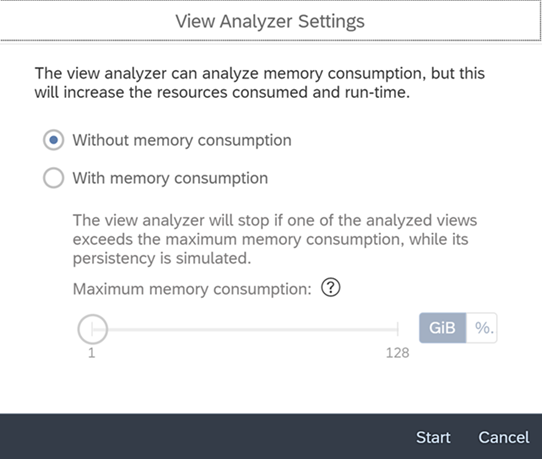 View Analyzer Settings
The view analyzer can analyze memory consumption, but this
will increase the resources consumed and run-time.
Without memory consumption
With memory consumption
The view analyzer will stop if one of the analyzed views
exceeds the maximum memory consumption, while its
persistency is simulated.
Maximum memory consumption: ?
GiB %.
1 128
Start Cancel